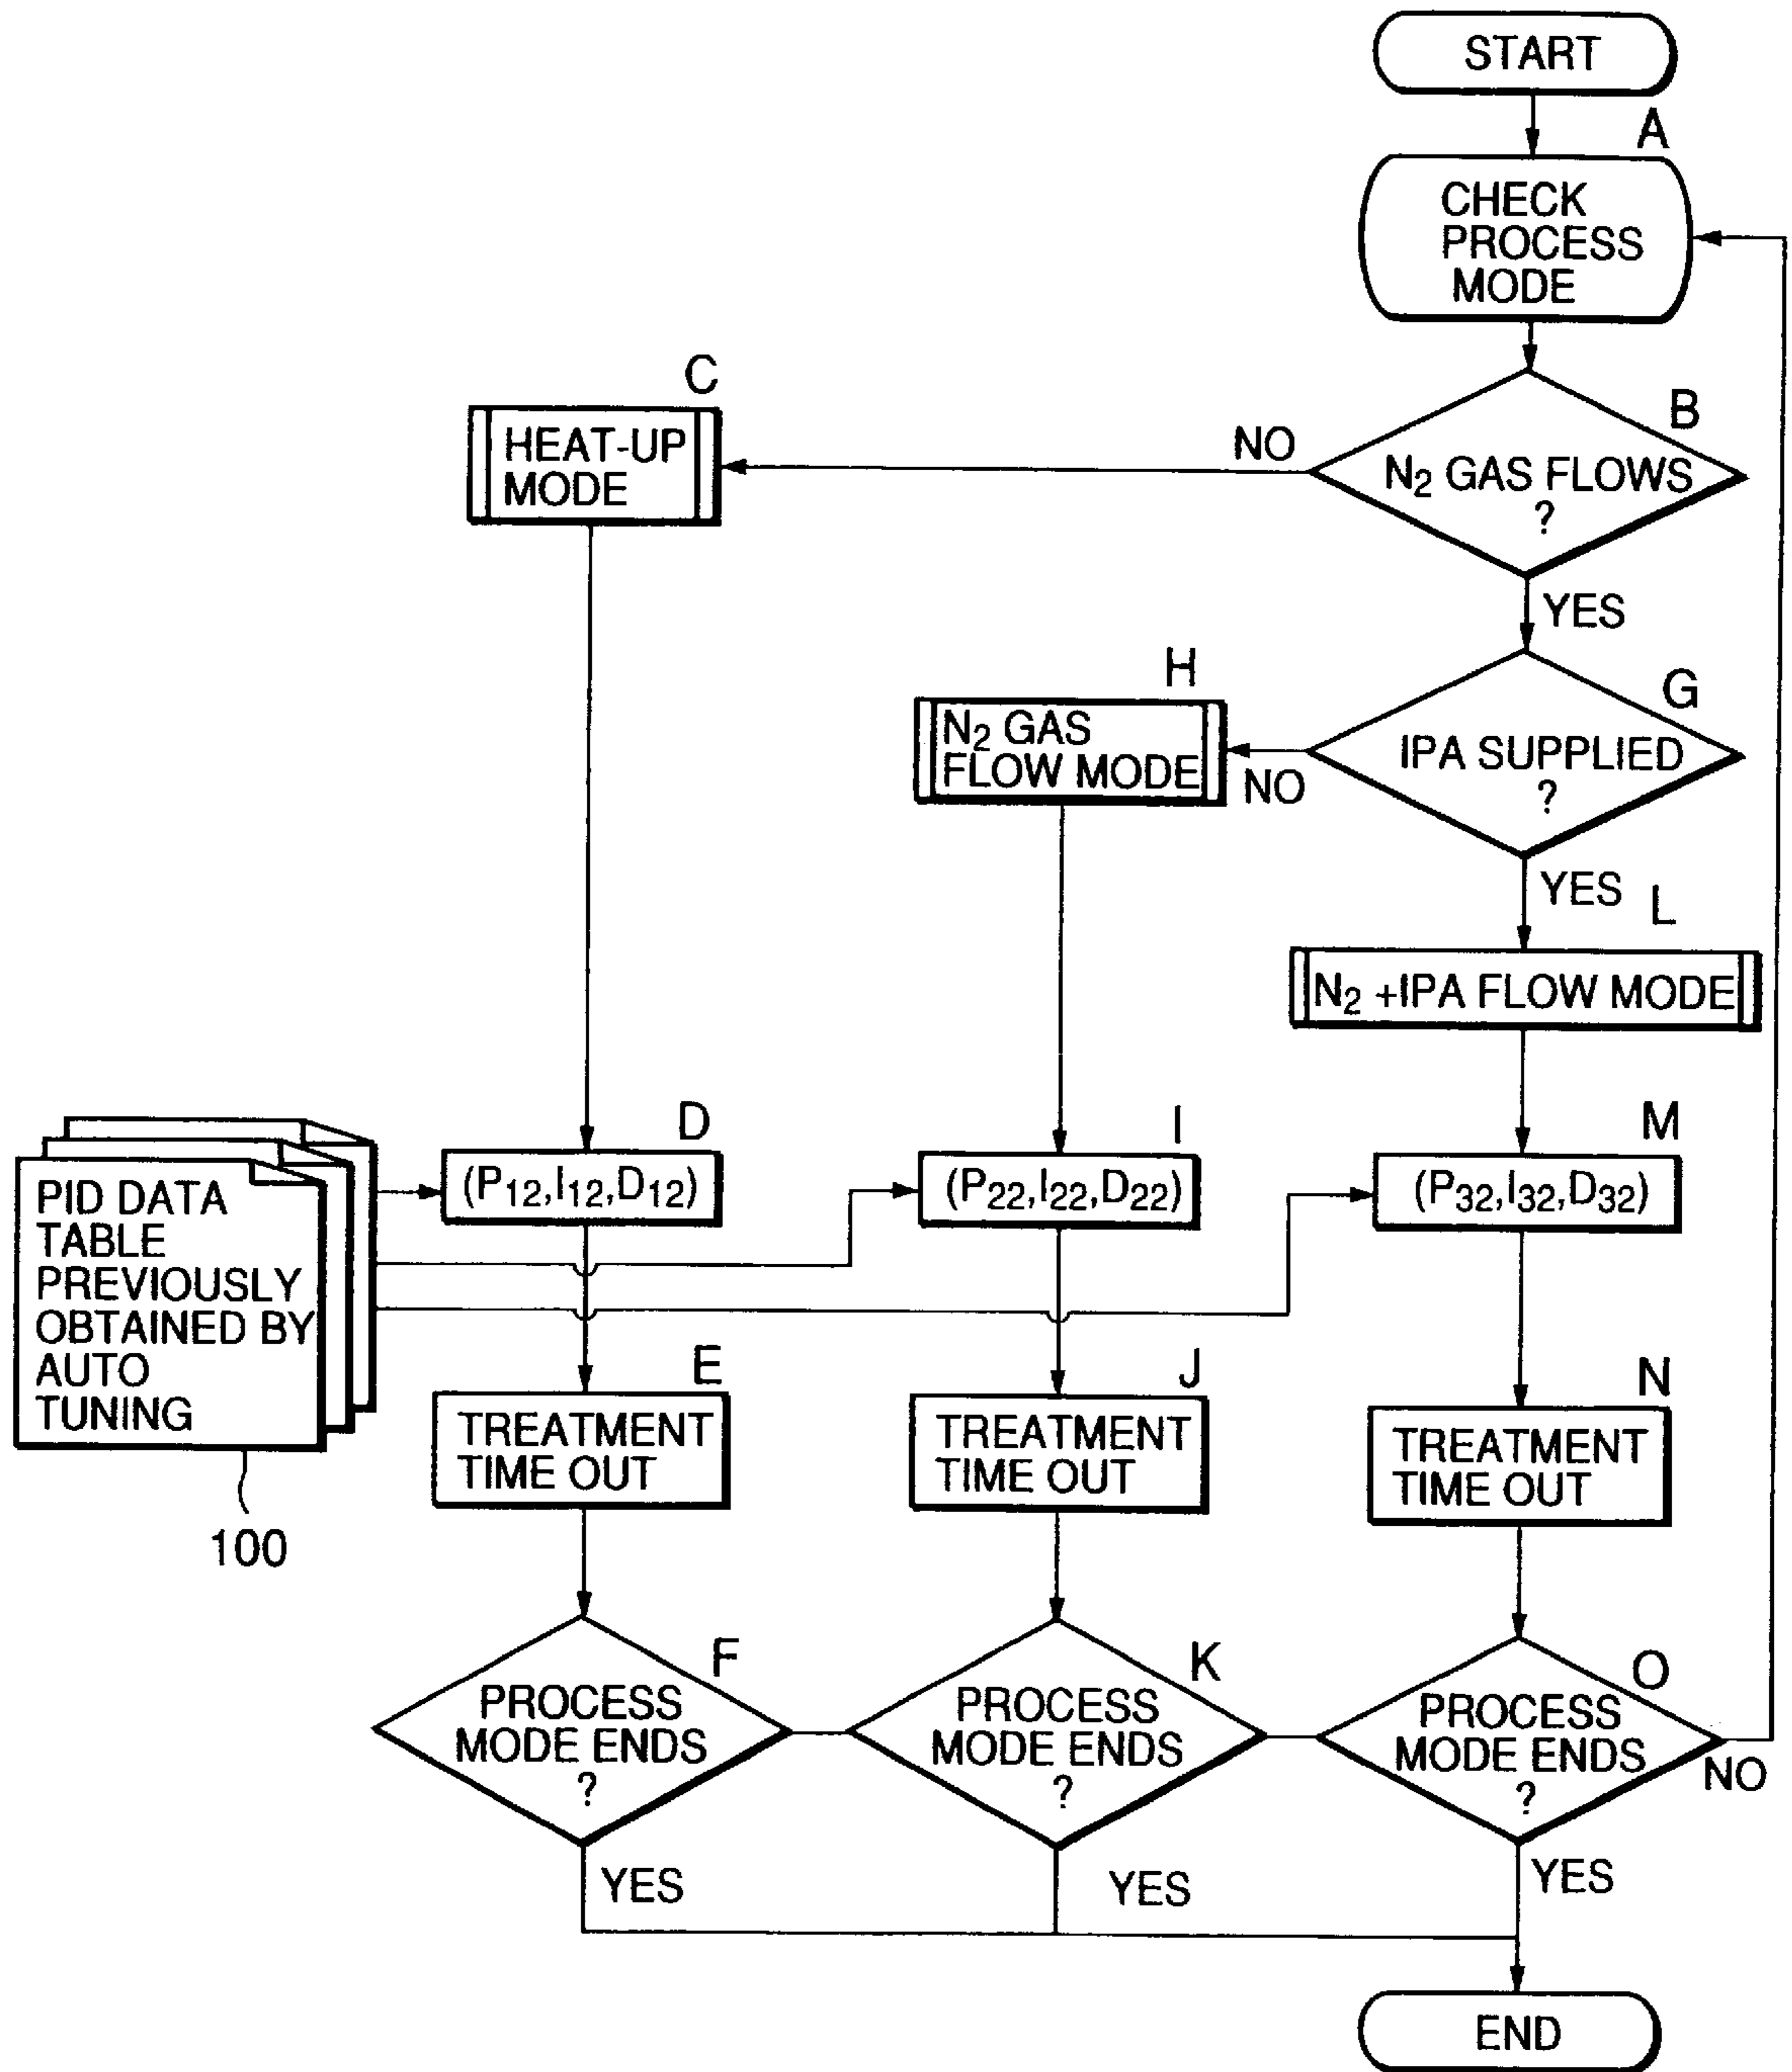 START
A
CHECK
PROCESS
MODE
C
HEAT-UP
MODE
NO
B
N₂ GAS FLOWS
?
YES
H
N₂ GAS
FLOW MODE
NO
G
IPA SUPPLIED
?
YES
L
N₂ +IPA FLOW MODE
PID DATA
TABLE
PREVIOUSLY
OBTAINED BY
AUTO
TUNING
100
D
(P₁₂,I₁₂,D₁₂)
I
(P₂₂,I₂₂,D₂₂)
M
(P₃₂,I₃₂,D₃₂)
E
TREATMENT
TIME OUT
J
TREATMENT
TIME OUT
N
TREATMENT
TIME OUT
F
PROCESS
MODE ENDS
?
YES
K
PROCESS
MODE ENDS
?
YES
O
PROCESS
MODE ENDS
?
NO
YES
END